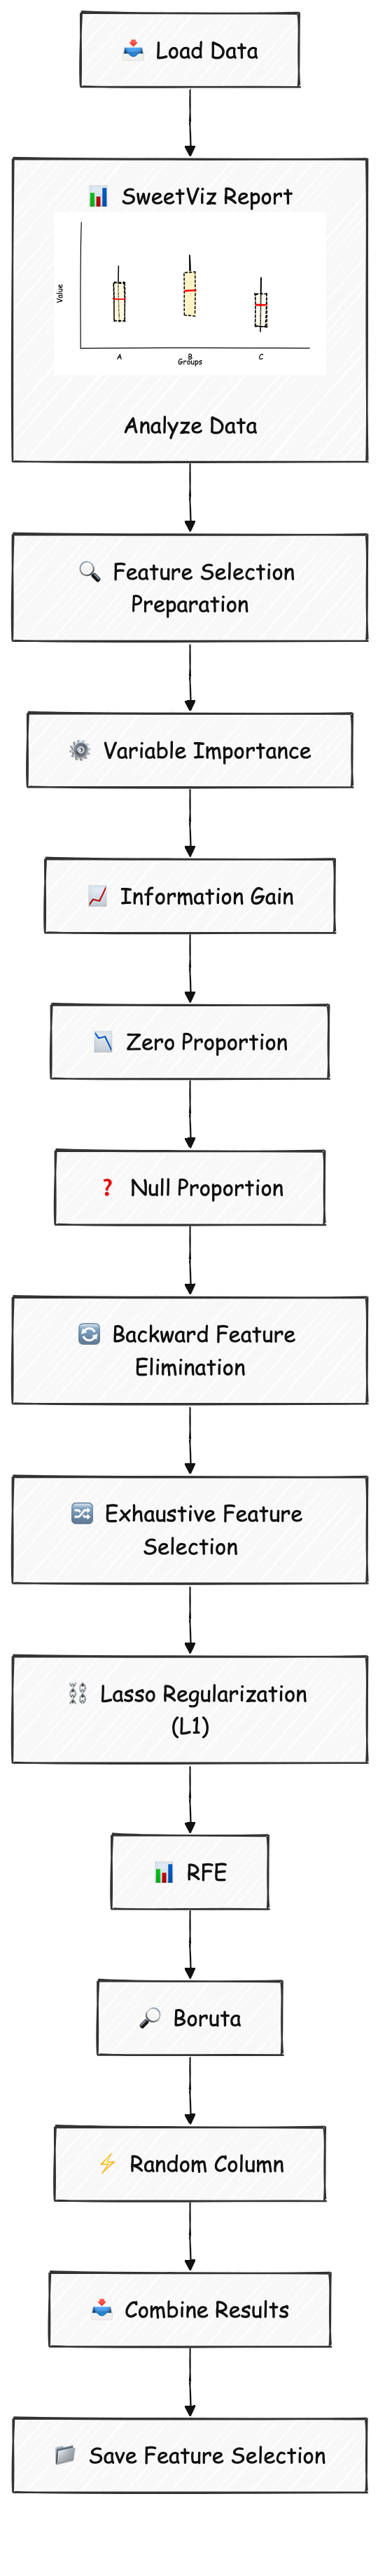 Load Data
SweetViz Report
Value
A
B
C
Groups
Analyze Data
Feature Selection
Preparation
Variable Importance
Information Gain
Zero Proportion
Null Proportion
Backward Feature
Elimination
Exhaustive Feature
Selection
Lasso Regularization
(L1)
RFE
Boruta
Random Column
Combine Results
Save Feature Selection